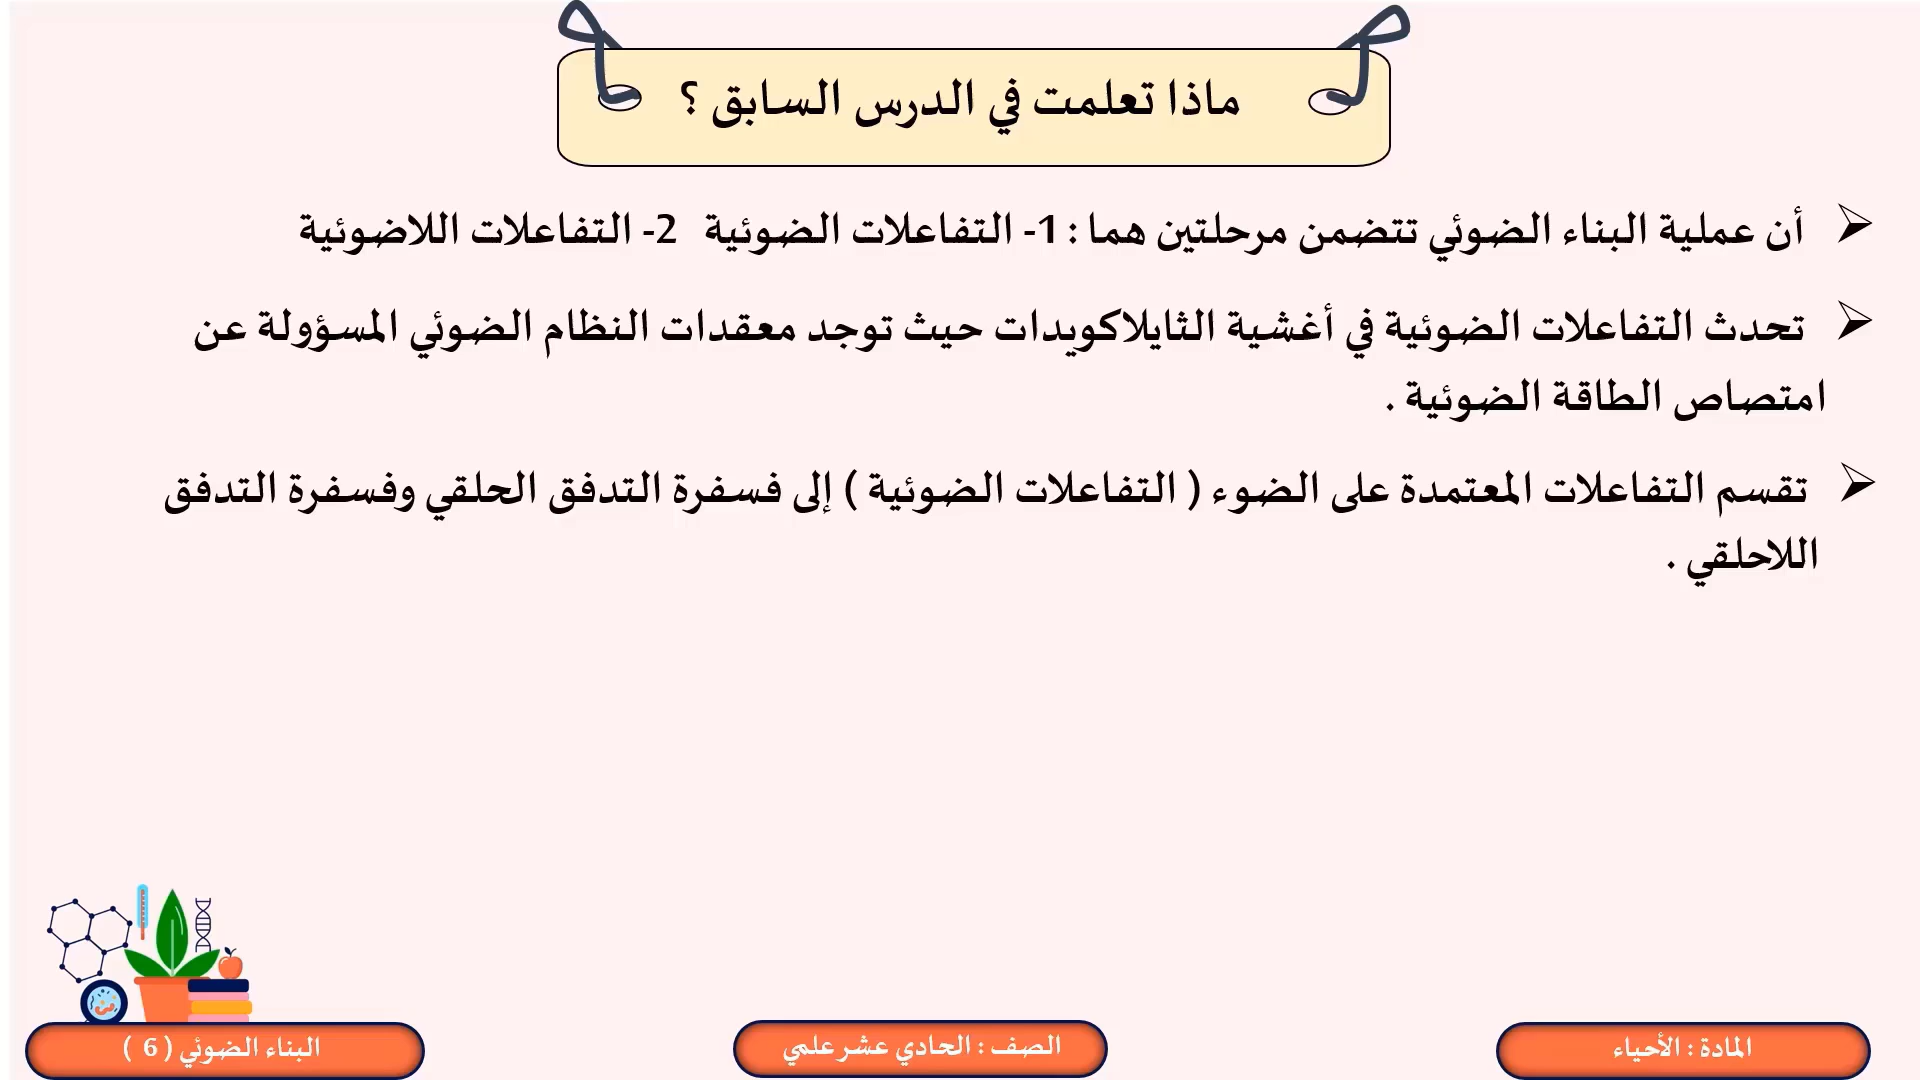 ماذا تعلمت في الدرس السابق ؟
أن عملية البناء الضوئي تتضمن مرحلتين هما : 1- التفاعلات الضوئية 2- التفاعلات اللاضوئية
تحدث التفاعلات الضوئية في أغشية الثايلاكويدات حيث توجد معقدات النظام الضوئي المسؤولة عن
امتصاص الطاقة الضوئية .
تقسم التفاعلات المعتمدة على الضوء ( التفاعلات الضوئية ) إلى فسفرة التدفق الحلقي وفسفرة التدفق
اللاحلقي .
المادة : الأحياء
الصف : الحادي عشر علمي
البناء الضوئي ( 6 )